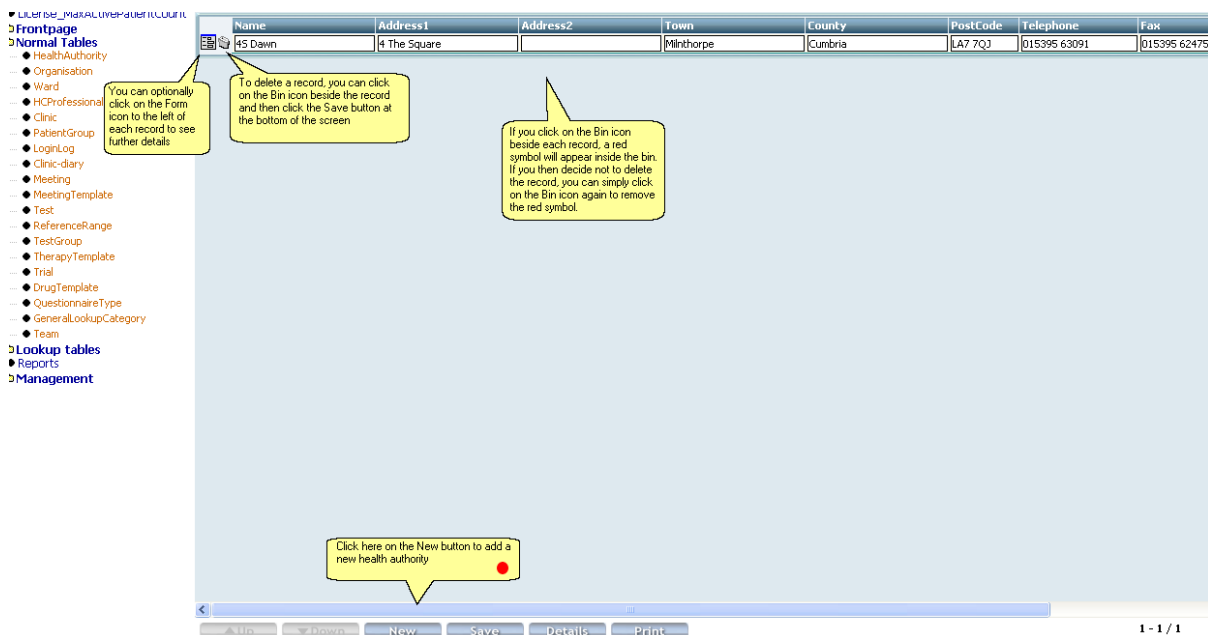 License_MaxActivePatientCount
Frontpage
Normal Tables
HealthAuthority
Organisation
Ward
HCProfessional
Clinic
PatientGroup
LoginLog
Clinic-diary
Meeting
MeetingTemplate
Test
ReferenceRange
TestGroup
TherapyTemplate
Trial
DrugTemplate
QuestionnaireType
GeneralLookupCategory
Team
Lookup tables
Reports
Management
Name Address1 Address2 Town County PostCode Telephone Fax
4S Dawn 4 The Square Milnthorpe Cumbria LA7 7QJ 015395 63091 015395 62475
You can optionally
click on the Form
icon to the left of
each record to see
further details
To delete a record, you can click
on the Bin icon beside the record
and then click the Save button at
the bottom of the screen
If you click on the Bin icon
beside each record, a red
symbol will appear inside the bin.
If you then decide not to delete
the record, you can simply click
on the Bin icon again to remove
the red symbol.
Click here on the New button to add a
new health authority
Up Down New Save Details Print
1 - 1 / 1